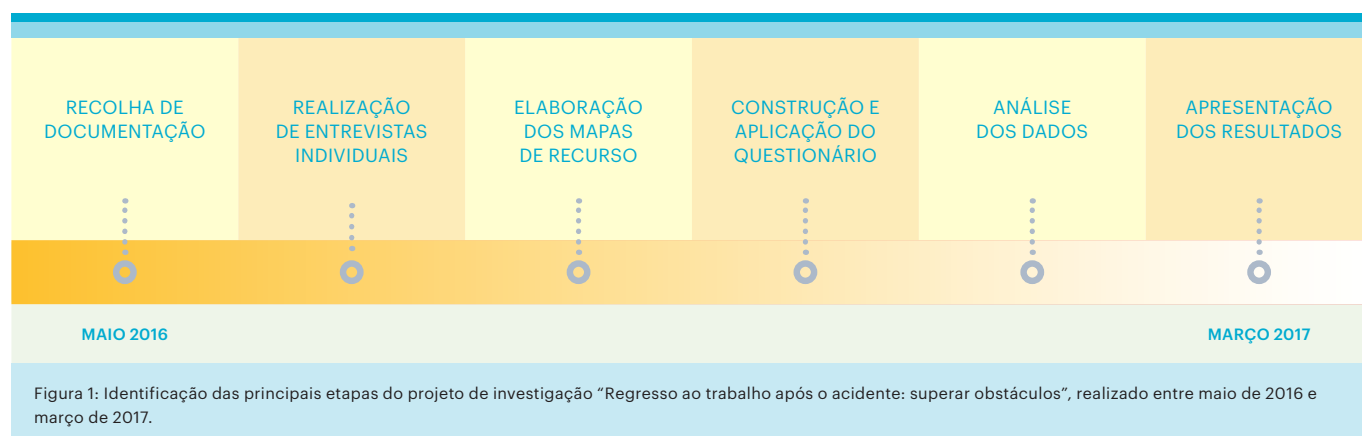 RECOLHA DE
DOCUMENTAÇÃO
REALIZAÇÃO
DE ENTREVISTAS
INDIVIDUAIS
ELABORAÇÃO
DOS MAPAS
DE RECURSO
CONSTRUÇÃO E
APLICAÇÃO DO
QUESTIONÁRIO
ANÁLISE
DOS DADOS
APRESENTAÇÃO
DOS RESULTADOS
MAIO 2016
MARÇO 2017
Figura 1: Identificação das principais etapas do projeto de investigação “Regresso ao trabalho após o acidente: superar obstáculos”, realizado entre maio de 2016 e
março de 2017.